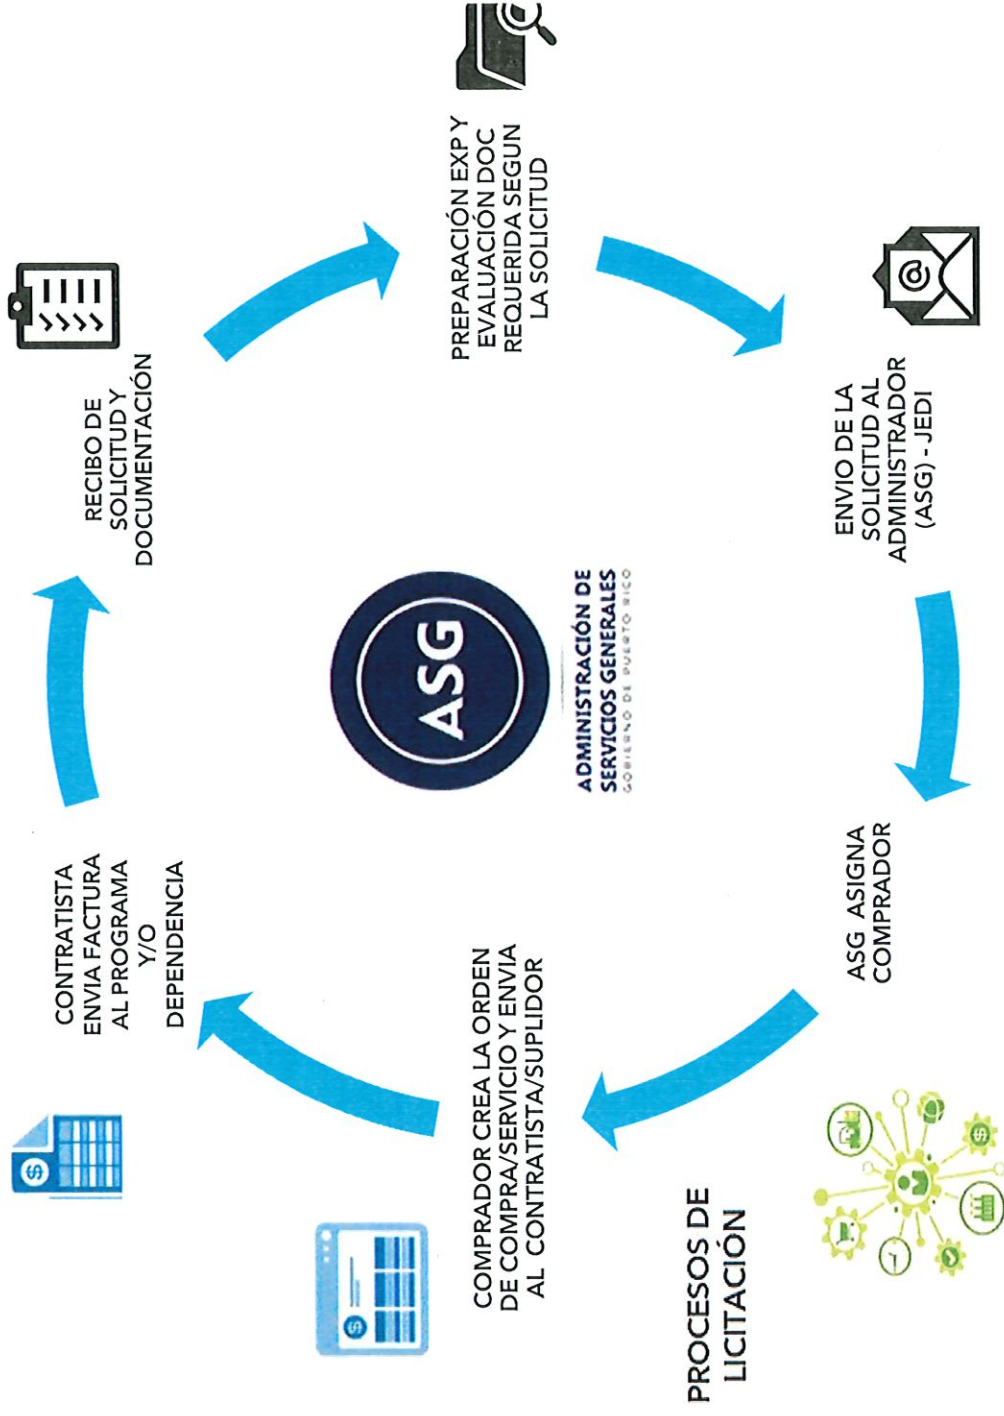 RECIBO DE
SOLICITUD Y
DOCUMENTACIÓN
PREPARACIÓN EXP Y
EVALUACIÓN DOC
REQUERIDA SEGUN
LA SOLICITUD
ENVIO DE LA
SOLICITUD AL
ADMINISTRADOR
(ASG) - JEDI
ASG ASIGNA
COMPRADOR
PROCESOS DE
LICITACIÓN
COMPRADOR CREA LA ORDEN
DE COMPRA/SERVICIO Y ENVIA
AL CONTRATISTA/SUPLIDOR
CONTRATISTA
ENVIA FACTURA
AL PROGRAMA
Y/O
DEPENDENCIA
ASG
ADMINISTRACIÓN DE
SERVICIOS GENERALES
GOBIERNO DE PUERTO RICO